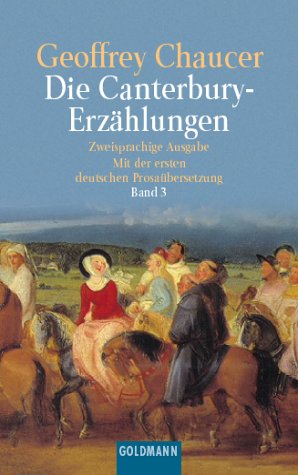 Geoffrey Chaucer
Die Canterbury-
Erzählungen
Zweisprachige Ausgabe
Mit der ersten
deutschen Prosaübersetzung
Band 3
GOLDMANN